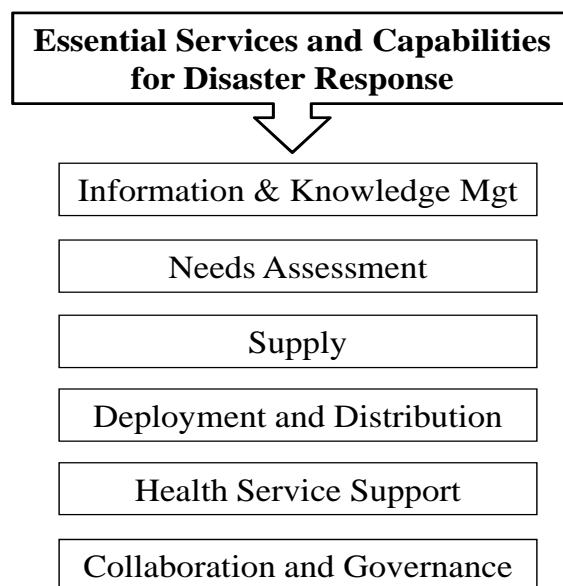 Essential Services and Capabilities
for Disaster Response
Information & Knowledge Mgt
Needs Assessment
Supply
Deployment and Distribution
Health Service Support
Collaboration and Governance